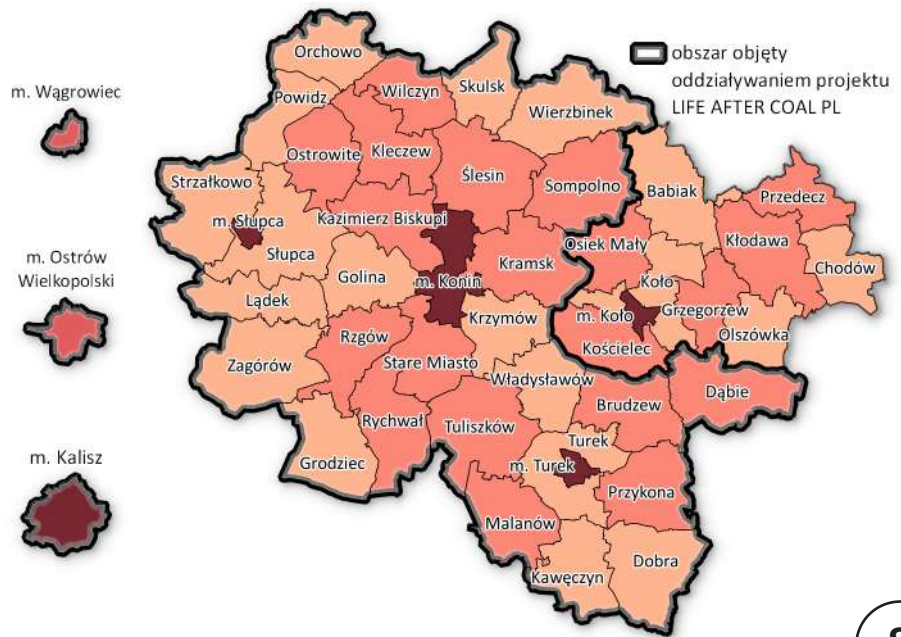 Orchowo
obszar objęty
oddziaływaniem projektu
LIFE AFTER COAL PL
m. Wągrowiec
Powidz
Wilczyn
Skulsk
Wierzbinek
Ostrowite
Kleczew
Ślesin
Sompolno
Strzałkowo
Babiak
Przedecz
m. Słupca
Kazimierz Biskupi
Osiek Mały
Kłodawa
Słupca
m. Ostrów
Wielkopolski
Golina
m. Konin
Kramsk
Koło
Chodów
Lądek
m. Koło
Grzegorzew
Krzymów
Olszówka
Rzgów
Kościelec
Zagórów
Stare Miasto
Władysławów
Dąbie
Brudzew
Rychwał
Tuliszków
Turek
m. Kalisz
Grodziec
m. Turek
Przykona
Malanów
Dobra
Kawęczyn